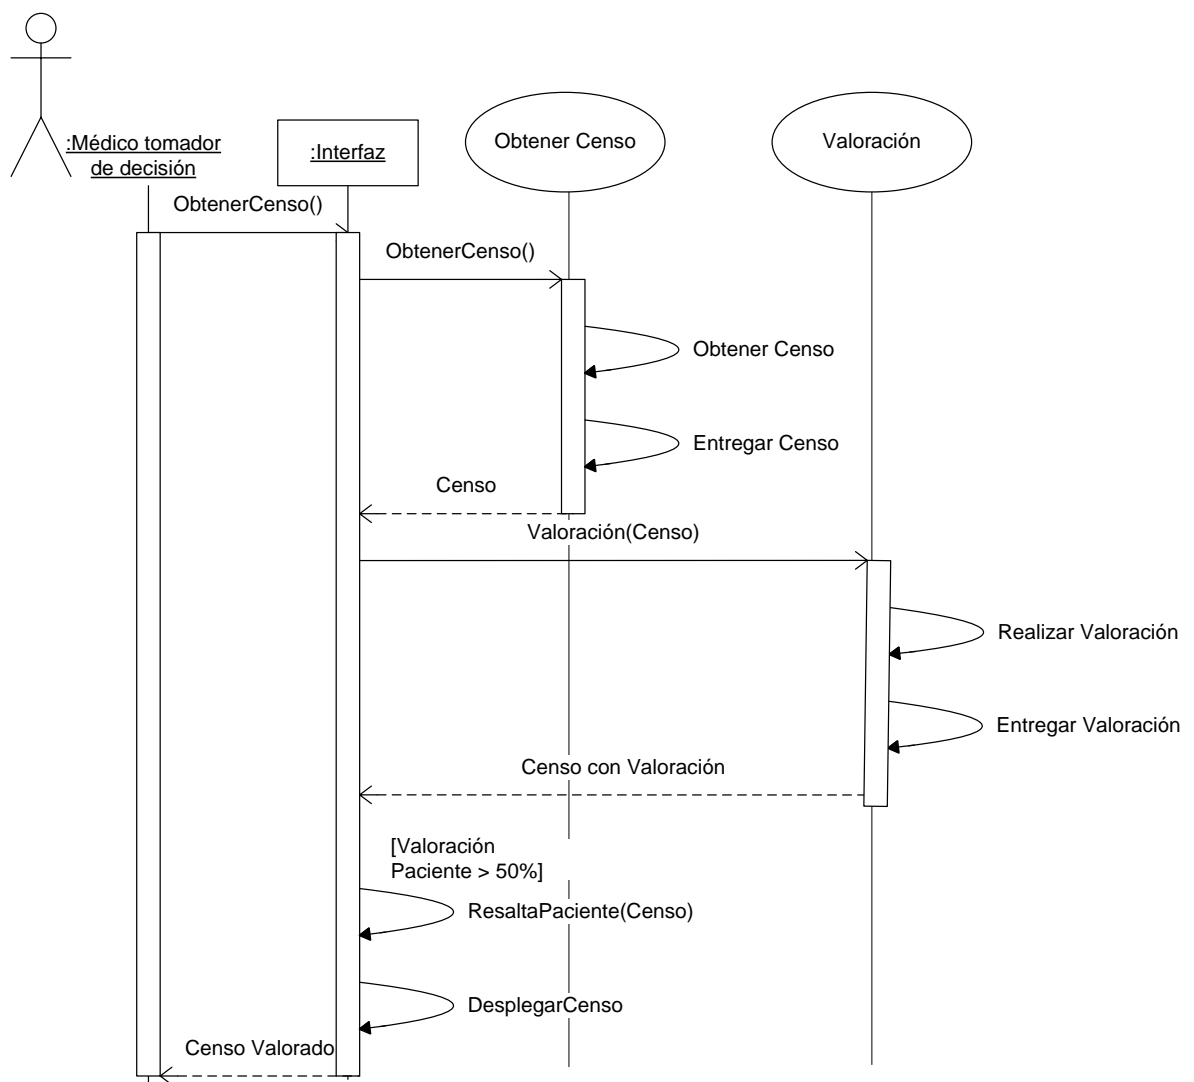 :Médico tomador
de decisión
:Interfaz
Obtener Censo
Valoración
ObtenerCenso()
ObtenerCenso()
Obtener Censo
Entregar Censo
Censo
Valoración(Censo)
Realizar Valoración
Entregar Valoración
Censo con Valoración
[Valoración
Paciente > 50%]
ResaltaPaciente(Censo)
DesplegarCenso
Censo Valorado